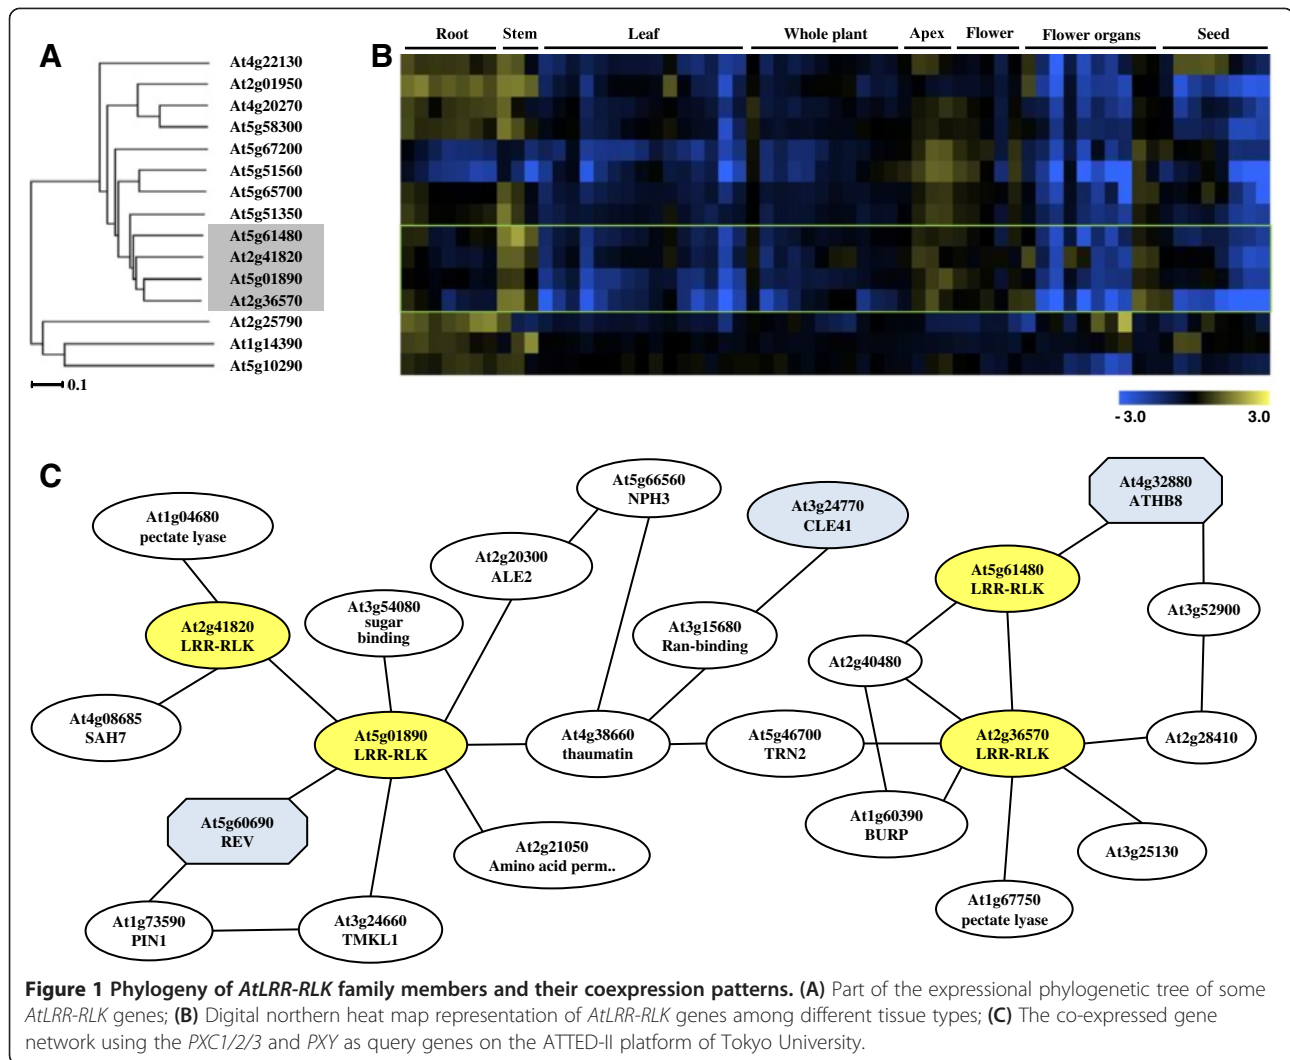 A
At4g22130
At2g01950
At4g20270
At5g58300
At5g67200
At5g51560
At5g65700
At5g51350
At5g61480
At2g41820
At5g01890
At2g36570
At2g25790
At1g14390
At5g10290
0.1
B
Root Stem Leaf Whole plant Apex Flower Flower organs Seed
- 3.0 3.0
C
At1g04680
pectate lyase
At2g41820
LRR-RLK
At4g08685
SAH7
At3g54080
sugar
binding
At2g20300
ALE2
At5g66560
NPH3
At3g24770
CLE41
At3g15680
Ran-binding
At5g01890
LRR-RLK
At4g38660
thaumatin
At5g46700
TRN2
At5g60690
REV
At1g73590
PIN1
At3g24660
TMKL1
At2g21050
Amino acid perm..
At4g32880
ATHB8
At5g61480
LRR-RLK
At3g52900
At2g40480
At2g36570
LRR-RLK
At2g28410
At1g60390
BURP
At3g25130
At1g67750
pectate lyase
Figure 1 Phylogeny of AtLRR-RLK family members and their coexpression patterns. (A) Part of the expressional phylogenetic tree of some
AtLRR-RLK genes; (B) Digital northern heat map representation of AtLRR-RLK genes among different tissue types; (C) The co-expressed gene
network using the PXC1/2/3 and PXY as query genes on the ATTED-II platform of Tokyo University.